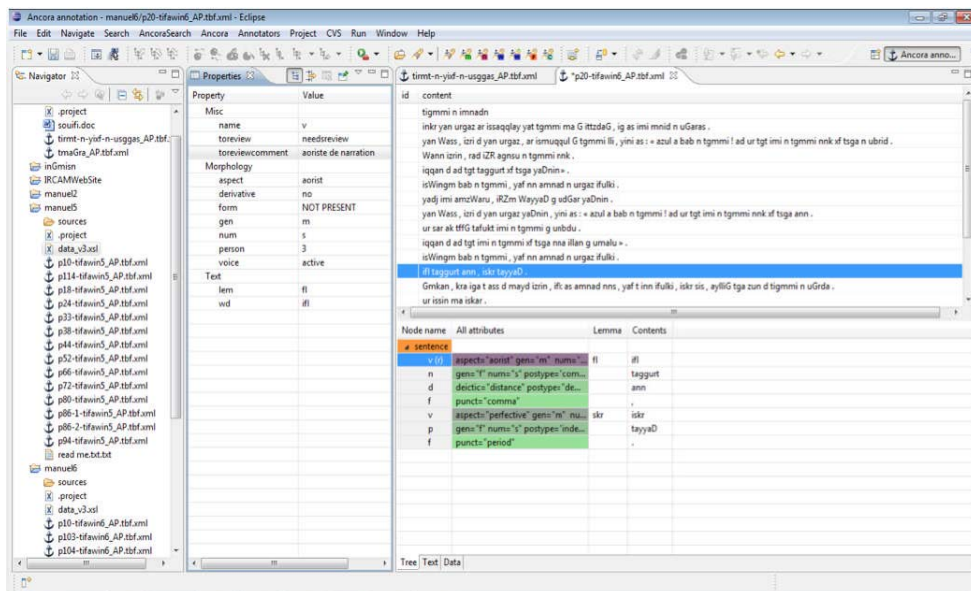 Ancora annotation - manuel6/p20-tifawin6_AP.tbf.xml - Eclipse
File Edit Navigate Search AncoraSearch Ancora Annotators Project CVS Run Window Help
Ancora anno...
Navigator
.project
soufi.doc
tirmt-n-yixf-n-usggas_AP.tbf.
tmaGra_AP.tbf.xml
inGmisn
IRCAMWebSite
manuel2
manuel5
sources
.project
data_v3.xsl
p10-tifawin5_AP.tbf.xml
p114-tifawin5_AP.tbf.xml
p18-tifawin5_AP.tbf.xml
p24-tifawin5_AP.tbf.xml
p33-tifawin5_AP.tbf.xml
p38-tifawin5_AP.tbf.xml
p44-tifawin5_AP.tbf.xml
p52-tifawin5_AP.tbf.xml
p66-tifawin5_AP.tbf.xml
p72-tifawin5_AP.tbf.xml
p80-tifawin5_AP.tbf.xml
p86-1-tifawin5_AP.tbf.xml
p86-2-tifawin5_AP.tbf.xml
p94-tifawin5_AP.tbf.xml
read me.txt.txt
manuel6
sources
.project
data_v3.xsl
p10-tifawin6_AP.tbf.xml
p103-tifawin6_AP.tbf.xml
p104-tifawin6_AP.tbf.xml
Properties
Property Value
Misc
name v
toreview needsreview
toreviewcomment aoriste de narration
Morphology
aspect aorist
derivative no
form NOT PRESENT
gen m
num s
person 3
voice active
Text
lem fl
wd ifl
tirmt-n-yixf-n-usggas_AP.tbf.xml *p20-tifawin6_AP.tbf.xml
id content
tigmmi n imnadn
inkr yan urgaz ar issaqqlay yat tgmmi ma G ittzdaG , ig as imi mnid n uGaras .
yan Wass , izri d yan urgaz , ar ismuqqul G tgmmi lli , yini as : « azul a bab n tgmmi ! ad ur tgt imi n tgmmi nnk xf tsga n ubrid .
Wann izrin , rad iZR agnsu n tgmmi nnk .
iqqan d ad tgt taggurt xf tsga yaDnin» .
isWingm bab n tgmmi , yaf nn amnad n urgaz ifulki .
yadj imi amzWaru , iRZm WayyaD g udGar yaDnin .
yan Wass , izri d yan urgaz yaDnin , yini as : « azul a bab n tgmmi ! ad ur tgt imi n tgmmi nnk xf tsga ann .
ur sar ak tffG tafukt imi n tgmmi g unbdu .
iqqan d ad tgt imi n tgmmi xf tsga nna illan g umalu » .
isWingm bab n tgmmi , yaf nn amnad n urgaz ifulki .
ifl taggurt ann , iskr tayyaD .
Gmkan , kra iga t ass d mayd izrin , iflc as amnad nns , yaf t inn ifulki , iskr sis , aylliG tga zun d tigmmi n uGrda .
ur issin ma iskar .
Node name All attributes Lemma Contents
sentence
v (r) aspect="aorist" gen="m" num="... fl ifl
n gen="f" num="s" postype="com... taggurt
d deictic="distance" postype="de... ann
f punct="comma" ,
v aspect="perfective" gen="m" nu... skr iskr
p gen="f" num="s" postype="inde... tayyaD
f punct="period" .
Tree Text Data